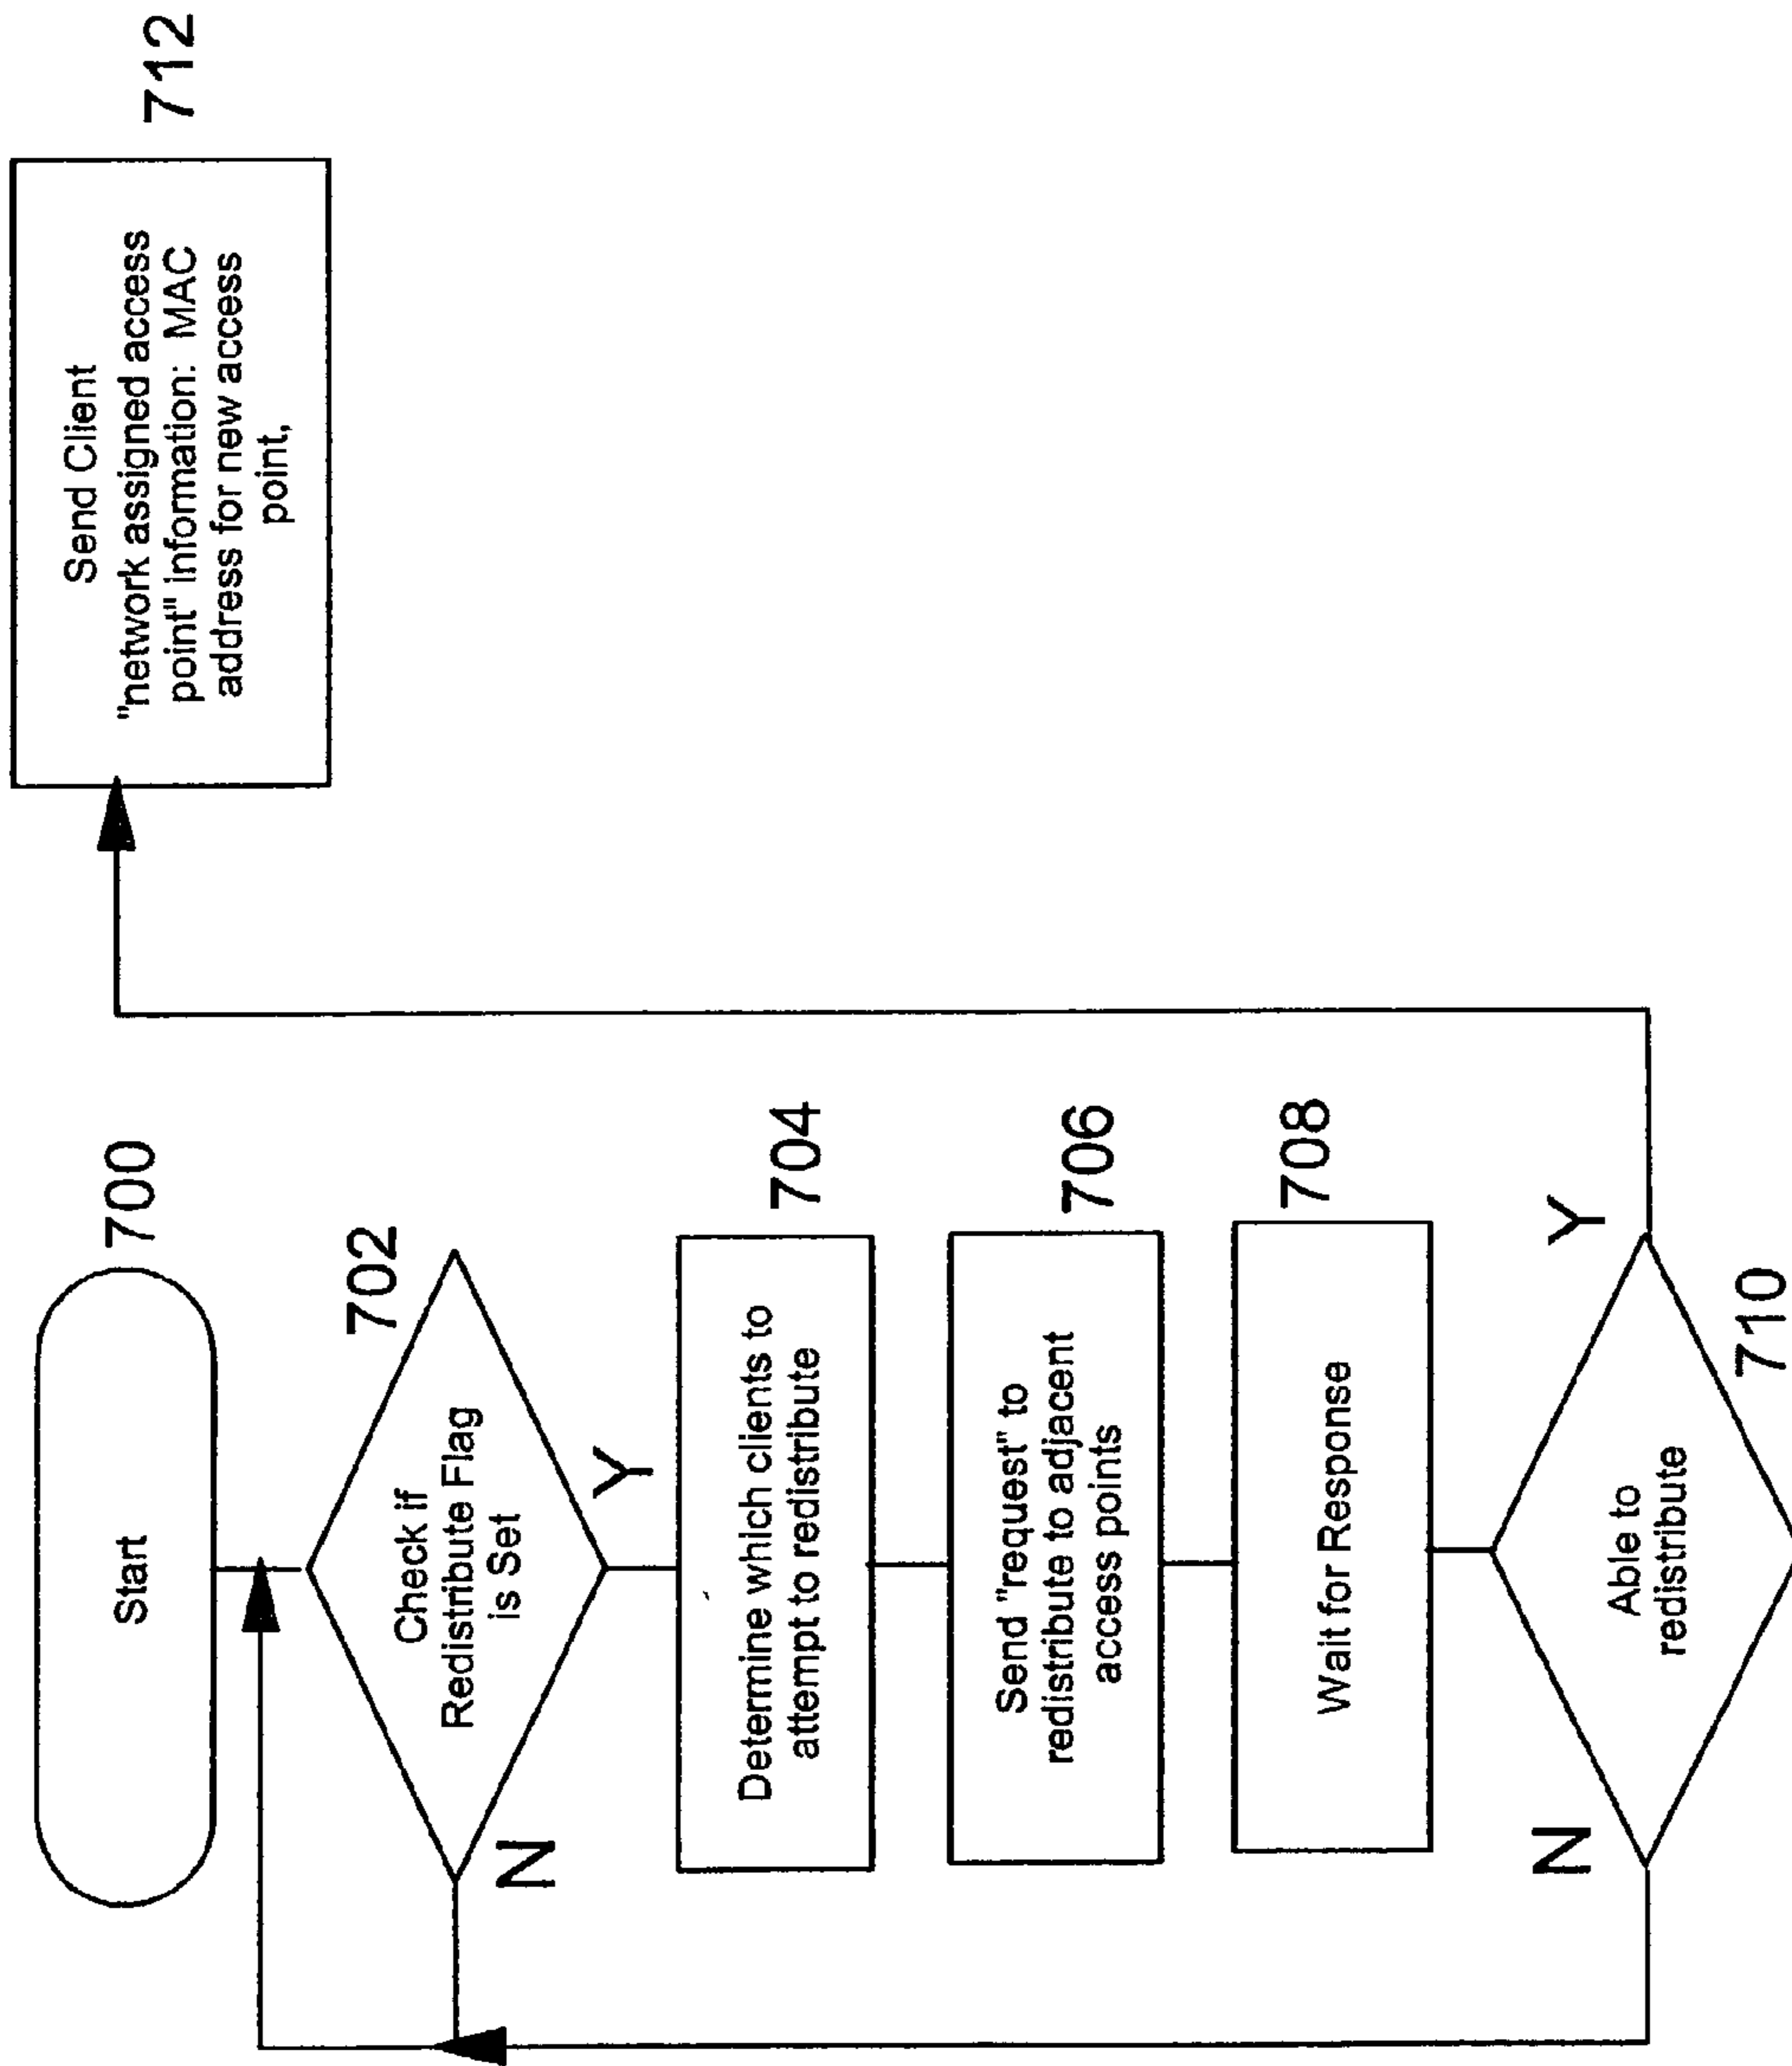 Start
700
Check if
Redistribute Flag
is Set
702
N
Y
Determine which clients to
attempt to redistribute
704
Send "request" to
redistribute to adjacent
access points
706
Wait for Response
708
Able to
redistribute
N
Y
710
Send Client
"network assigned access
point" information: MAC
address for new access
point,
712